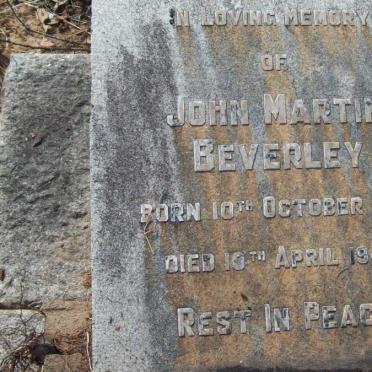 IN LOVING MEMORY
OF
JOHN MARTIN
BEVERLEY
BORN 10TH OCTOBER
DIED 10TH APRIL 19
REST IN PEAC